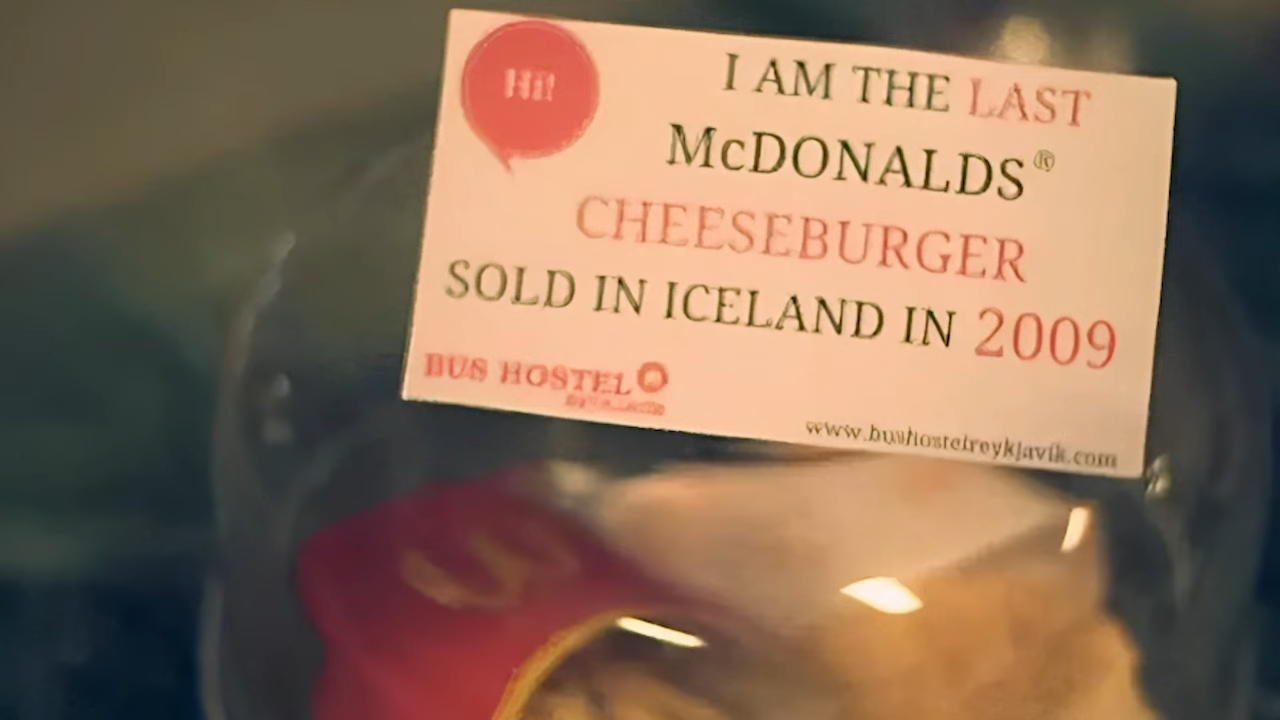 Hi!
I AM THE LAST
McDONALDS®
CHEESEBURGER
SOLD IN ICELAND IN 2009
BUS HOSTEL
www.bushostelreykjavik.com